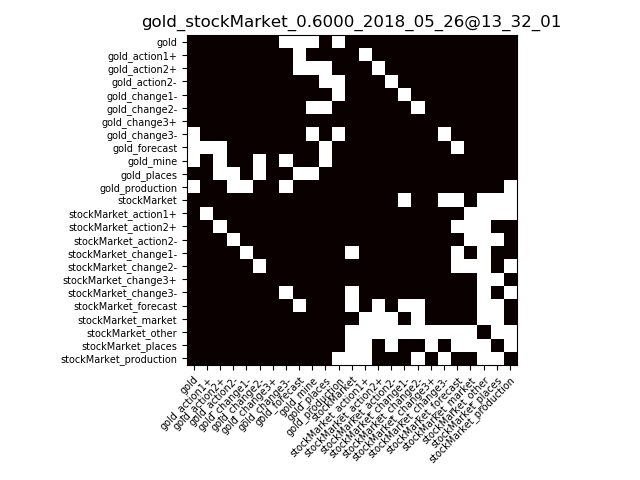 gold_stockMarket_0.6000_2018_05_26@13_32_01
gold
gold_action1+
gold_action2+
gold_action2-
gold_change1-
gold_change2-
gold_change3+
gold_change3-
gold_forecast
gold_mine
gold_places
gold_production
stockMarket
stockMarket_action1+
stockMarket_action2+
stockMarket_action2-
stockMarket_change1-
stockMarket_change2-
stockMarket_change3+
stockMarket_change3-
stockMarket_forecast
stockMarket_market
stockMarket_other
stockMarket_places
stockMarket_production
gold
gold_action1+
gold_action2+
gold_action2-
gold_change1-
gold_change2-
gold_change3+
gold_change3-
gold_forecast
gold_mine
gold_places
gold_production
stockMarket
stockMarket_action1+
stockMarket_action2+
stockMarket_action2-
stockMarket_change1-
stockMarket_change2-
stockMarket_change3+
stockMarket_change3-
stockMarket_forecast
stockMarket_market
stockMarket_other
stockMarket_places
stockMarket_production